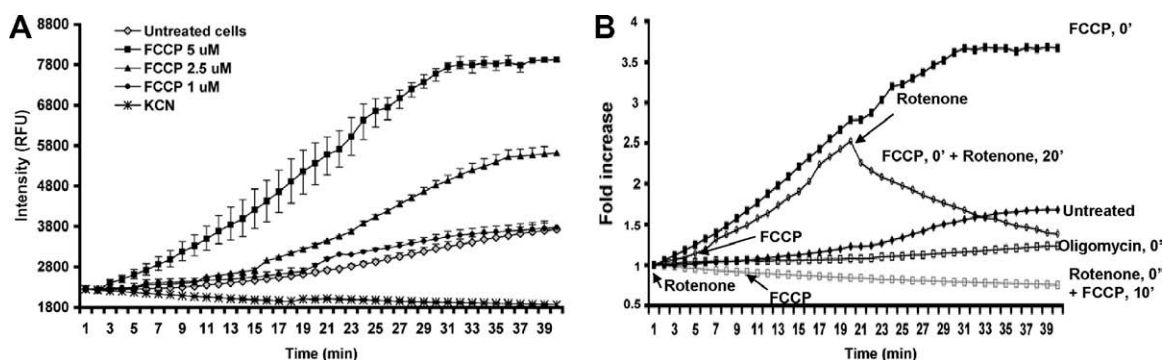 A
Untreated cells
FCCP 5 uM
FCCP 2.5 uM
FCCP 1 uM
KCN
Intensity (RFU)
8800
7800
6800
5800
4800
3800
2800
1800
1 3 5 7 9 11 13 15 17 19 21 23 25 27 29 31 33 35 37 39
Time (min)
B
FCCP, 0'
Rotenone
FCCP, 0' + Rotenone, 20'
Untreated
Oligomycin, 0'
Rotenone, 0'
+ FCCP, 10'
FCCP
Rotenone
FCCP
Fold increase
4
3.5
3
2.5
2
1.5
1
0.5
1 3 5 7 9 11 13 15 17 19 21 23 25 27 29 31 33 35 37 39
Time (min)